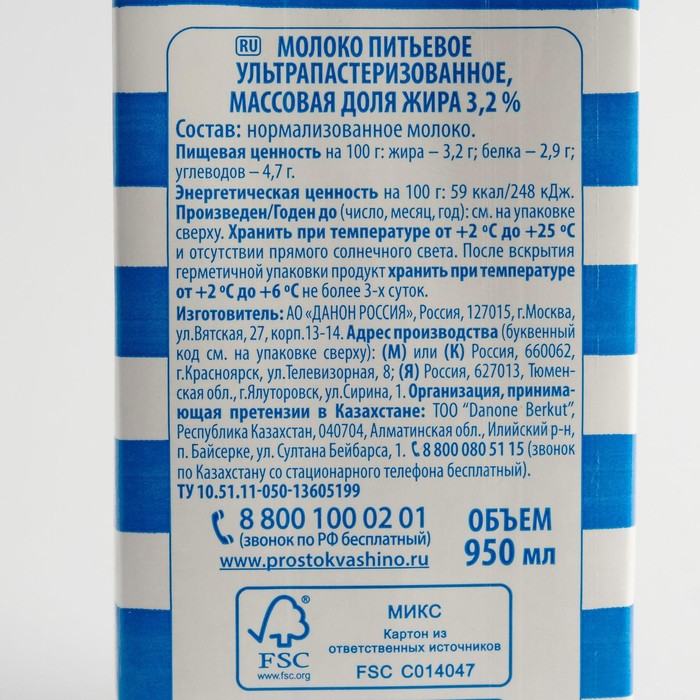 RU МОЛОКО ПИТЬЕВОЕ
УЛЬТРАПАСТЕРИЗОВАННОЕ,
МАССОВАЯ ДОЛЯ ЖИРА 3,2 %
Состав: нормализованное молоко.
Пищевая ценность на 100 г: жира – 3,2 г; белка – 2,9 г;
углеводов – 4,7 г.
Энергетическая ценность на 100 г: 59 ккал/248 кДж.
Произведен/Годен до (число, месяц, год): см. на упаковке
сверху. Хранить при температуре от +2 ºС до +25 ºС
и отсутствии прямого солнечного света. После вскрытия
герметичной упаковки продукт хранить при температуре
от +2 ºС до +6 ºС не более 3-х суток.
Изготовитель: АО «ДАНОН РОССИЯ», Россия, 127015, г.Москва,
ул.Вятская, 27, корп.13-14. Адрес производства (буквенный
код см. на упаковке сверху): (М) или (К) Россия, 660062,
г.Красноярск, ул.Телевизорная, 8; (Я) Россия, 627013, Тюмен-
ская обл., г.Ялуторовск, ул.Сирина, 1. Организация, принима-
ющая претензии в Казахстане: ТОО "Danone Berkut",
Республика Казахстан, 040704, Алматинская обл., Илийский р-н,
п. Байсерке, ул. Султана Бейбарса, 1. 8 800 080 51 15 (звонок
по Казахстану со стационарного телефона бесплатный).
ТУ 10.51.11-050-13605199
8 800 100 02 01
(звонок по РФ бесплатный)
www.prostokvashino.ru
ОБЪЕМ
950 мл
®
FSC
www.fsc.org
МИКС
Картон из
ответственных источников
FSC C014047